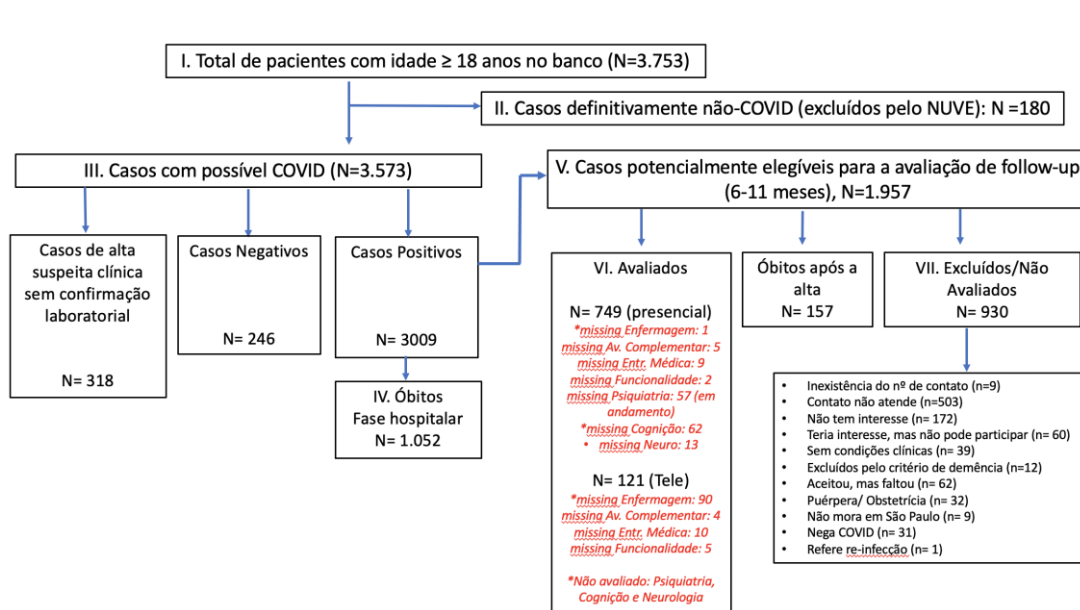 I. Total de pacientes com idade ≥ 18 anos no banco (N=3.753)
II. Casos definitivamente não-COVID (excluídos pelo NUVE): N =180
III. Casos com possível COVID (N=3.573)
V. Casos potencialmente elegíveis para a avaliação de follow-up
(6-11 meses), N=1.957
Casos de alta
suspeita clínica
sem confirmação
laboratorial
N= 318
Casos Negativos
N= 246
Casos Positivos
N= 3009
IV. Óbitos
Fase hospitalar
N= 1.052
VI. Avaliados
N= 749 (presencial)
*missing Enfermagem: 1
missing Av. Complementar: 5
missing Entr. Médica: 9
missing Funcionalidade: 2
missing Psiquiatria: 57 (em
andamento)
*missing Cognição: 62
• missing Neuro: 13
N= 121 (Tele)
*missing Enfermagem: 90
missing Av. Complementar: 4
missing Entr. Médica: 10
missing Funcionalidade: 5
*Não avaliado: Psiquiatria,
Cognição e Neurologia
Óbitos após a
alta
N= 157
VII. Excluídos/Não
Avaliados
N= 930
• Inexistência do nº de contato (n=9)
• Contato não atende (n=503)
• Não tem interesse (n= 172)
• Teria interesse, mas não pode participar (n= 60)
• Sem condições clínicas (n= 39)
• Excluídos pelo critério de demência (n=12)
• Aceitou, mas faltou (n= 62)
• Puérpera/ Obstetrícia (n= 32)
• Não mora em São Paulo (n= 9)
• Nega COVID (n= 31)
• Refere re-infecção (n= 1)